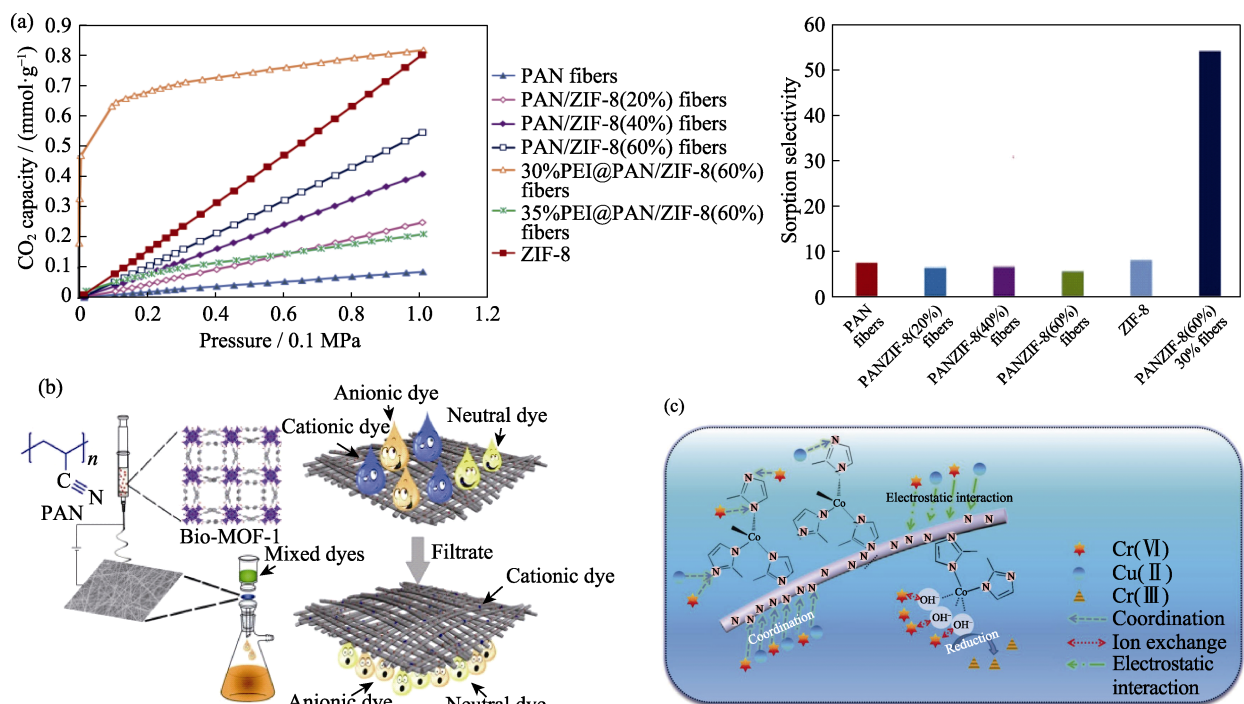 (a)
0.9
0.8
0.7
0.6
0.5
0.4
0.3
0.2
0.1
0
CO₂ capacity / (mmol·g⁻¹)
0
0.2
0.4
0.6
0.8
1.0
1.2
Pressure / 0.1 MPa
PAN fibers
PAN/ZIF-8(20%) fibers
PAN/ZIF-8(40%) fibers
PAN/ZIF-8(60%) fibers
30%PEI@PAN/ZIF-8(60%)
fibers
35%PEI@PAN/ZIF-8(60%)
fibers
ZIF-8
60
50
40
30
20
10
0
Sorption selectivity
PAN
fibers
PANZIF-8(20%)
fibers
PANZIF-8(40%)
fibers
PANZIF-8(60%)
fibers
ZIF-8
PANZIF-8(60%)
30% fibers
(b)
n
C
N
PAN
Bio-MOF-1
Mixed dyes
Anionic dye
Cationic dye
Neutral dye
Filtrate
Cationic dye
Anionic dye
Neutral dye
(c)
N
N
N
N
Co
N
N
N
N
N
N
Co
N
N
N
N
Electrostatic interaction
N N N N N N N
N N N N N N N N N
Coordination
N
N
Co
N
N
OH⁻
OH⁻
OH⁻
Reduction
Cr(Ⅵ)
Cu(Ⅱ)
Cr(Ⅲ)
Coordination
Ion exchange
Electrostatic
interaction